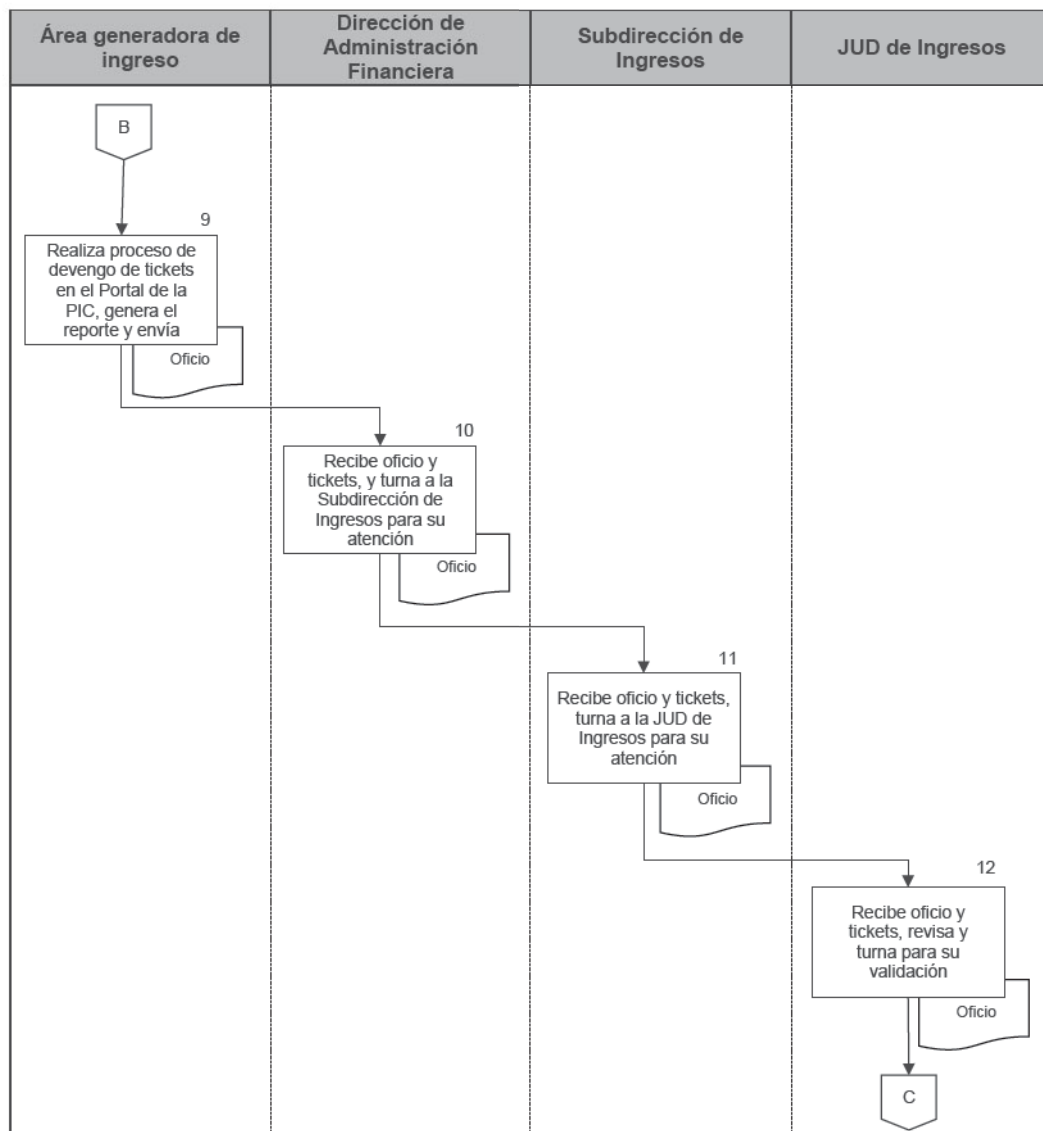 Área generadora de
ingreso
Dirección de
Administración
Financiera
Subdirección de
Ingresos
JUD de Ingresos
B
9
Realiza proceso de
devengo de tickets
en el Portal de la
PIC, genera el
reporte y envía
Oficio
10
Recibe oficio y
tickets, y turna a la
Subdirección de
Ingresos para su
atención
Oficio
11
Recibe oficio y tickets,
turna a la JUD de
Ingresos para su
atención
Oficio
12
Recibe oficio y
tickets, revisa y
turna para su
validación
Oficio
C